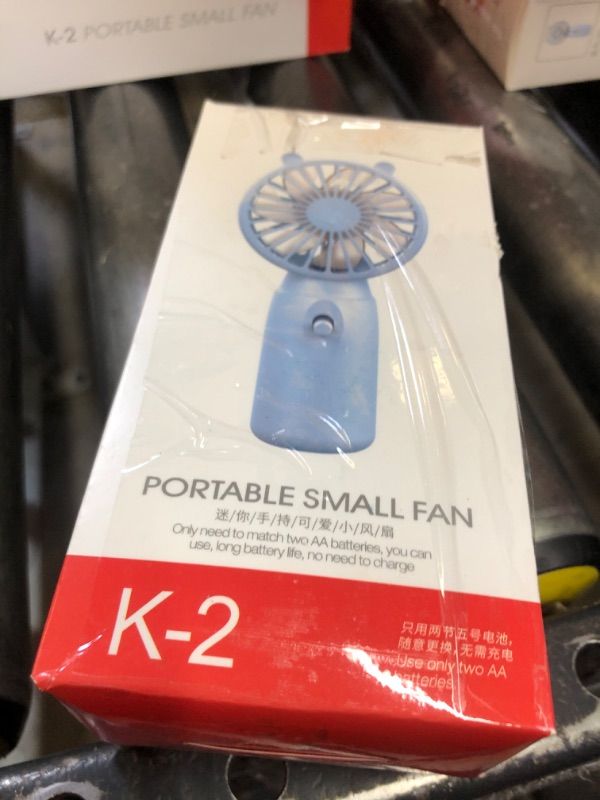 K-2 PORTABLE SMALL FAN
PORTABLE SMALL FAN
迷/你/手/持/可/爱/小/风/扇
Only need to match two AA batteries, you can
use, long battery life, no need to charge
K-2
只用两节五号电池，
随意更换，无需充电
Use only two AA
batteries